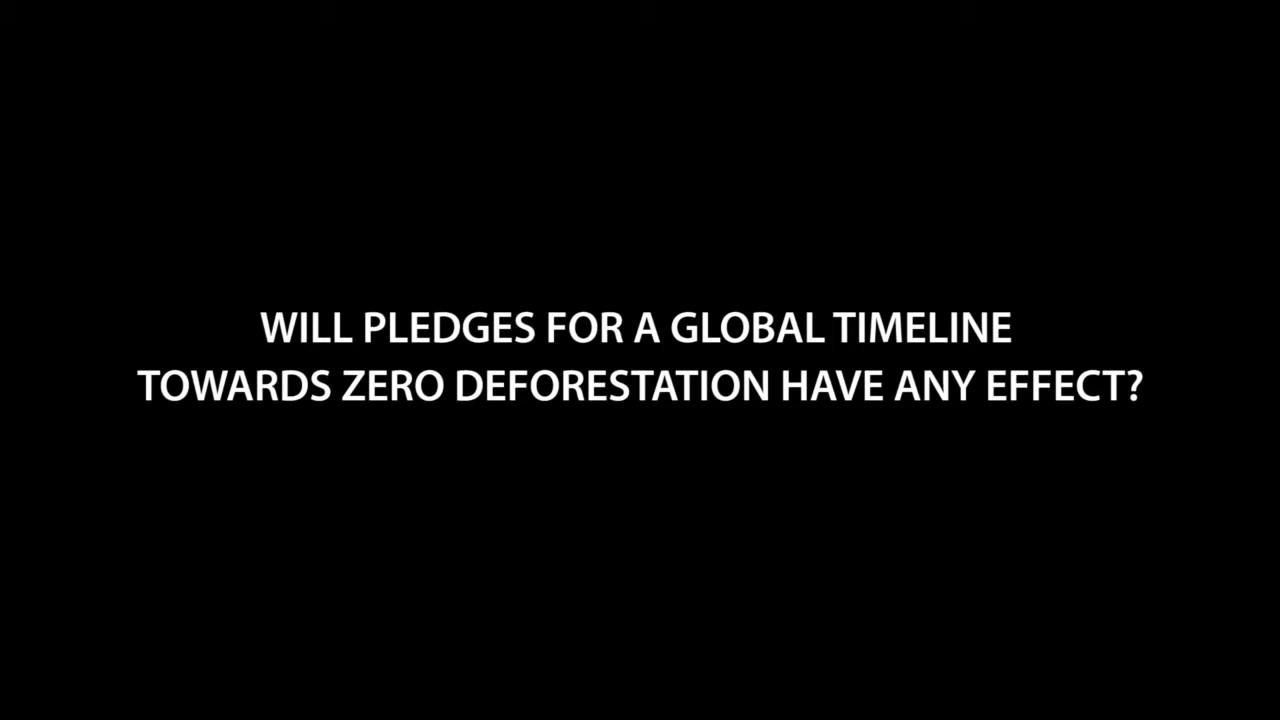 WILL PLEDGES FOR A GLOBAL TIMELINE
TOWARDS ZERO DEFORESTATION HAVE ANY EFFECT?